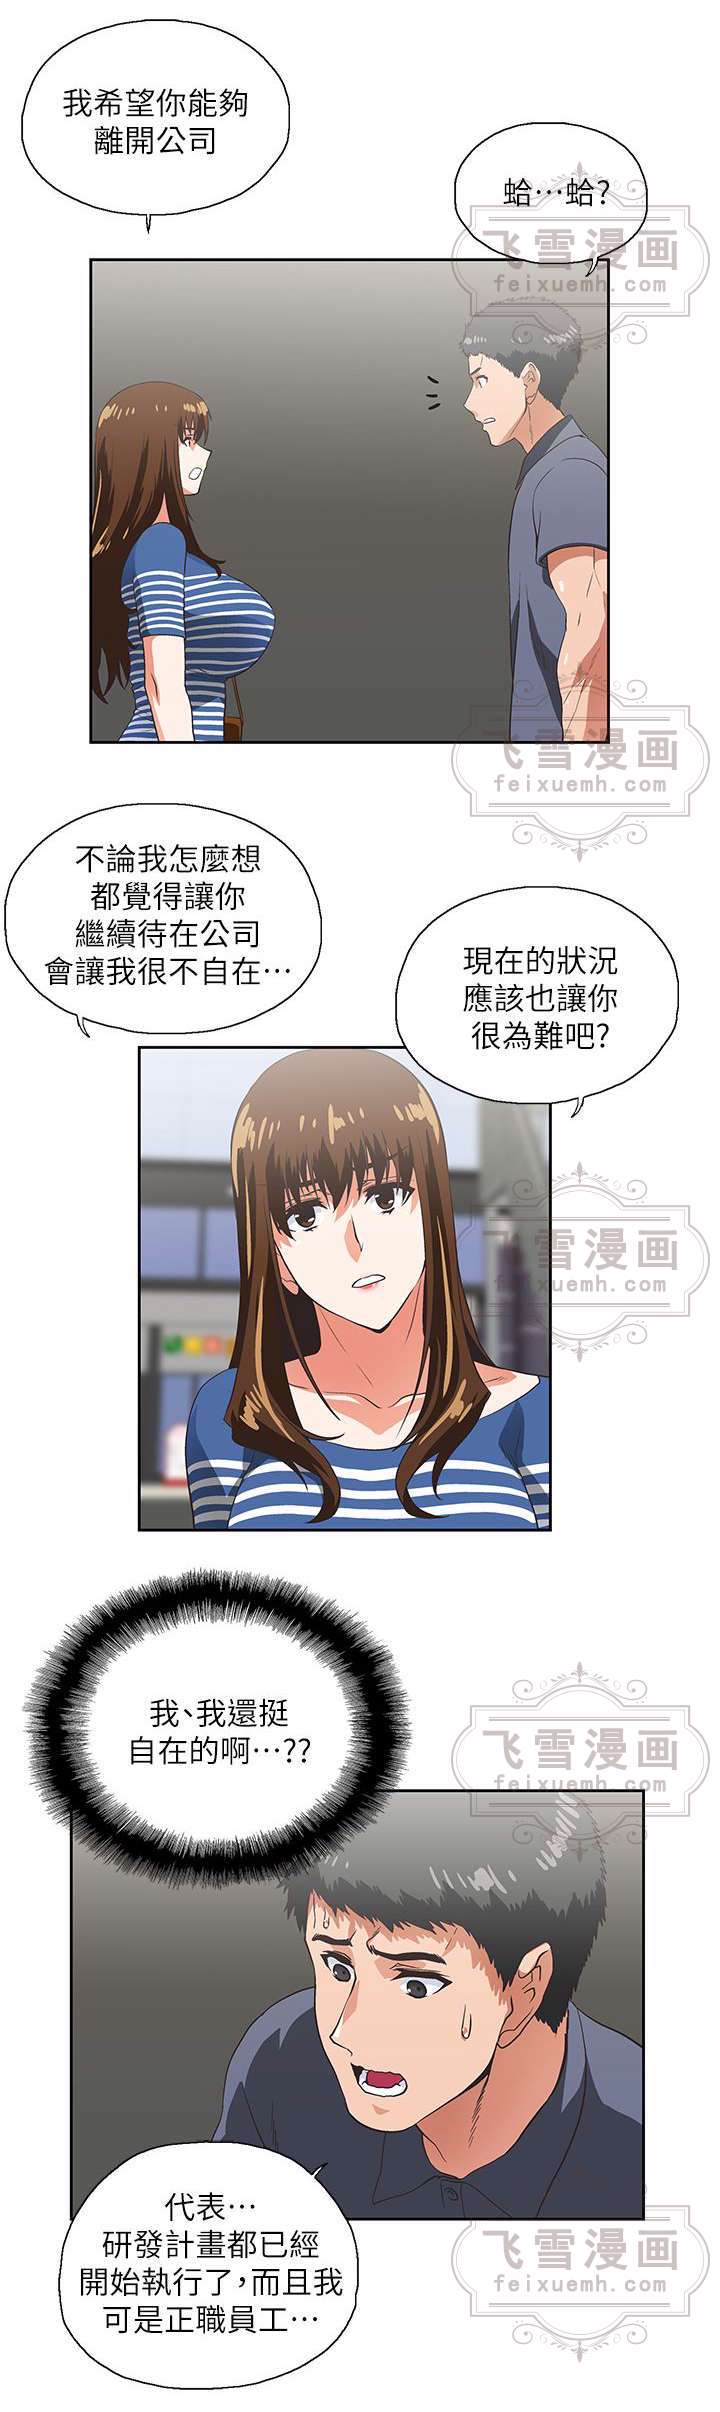 我希望你能夠
離開公司
蛤…蛤?
飞雪漫画
feixuemh.com
飞雪漫画
feixuemh.com
不論我怎麼想
都覺得讓你
繼續待在公司
會讓我很不自在…
現在的狀況
應該也讓你
很為難吧?
飞雪漫画
feixuemh.com
我、我還挺
自在的啊…??
飞雪漫画
feixuemh.com
代表…
研發計畫都已經
開始執行了,而且我
可是正職員工…
飞雪漫画
feixuemh.com